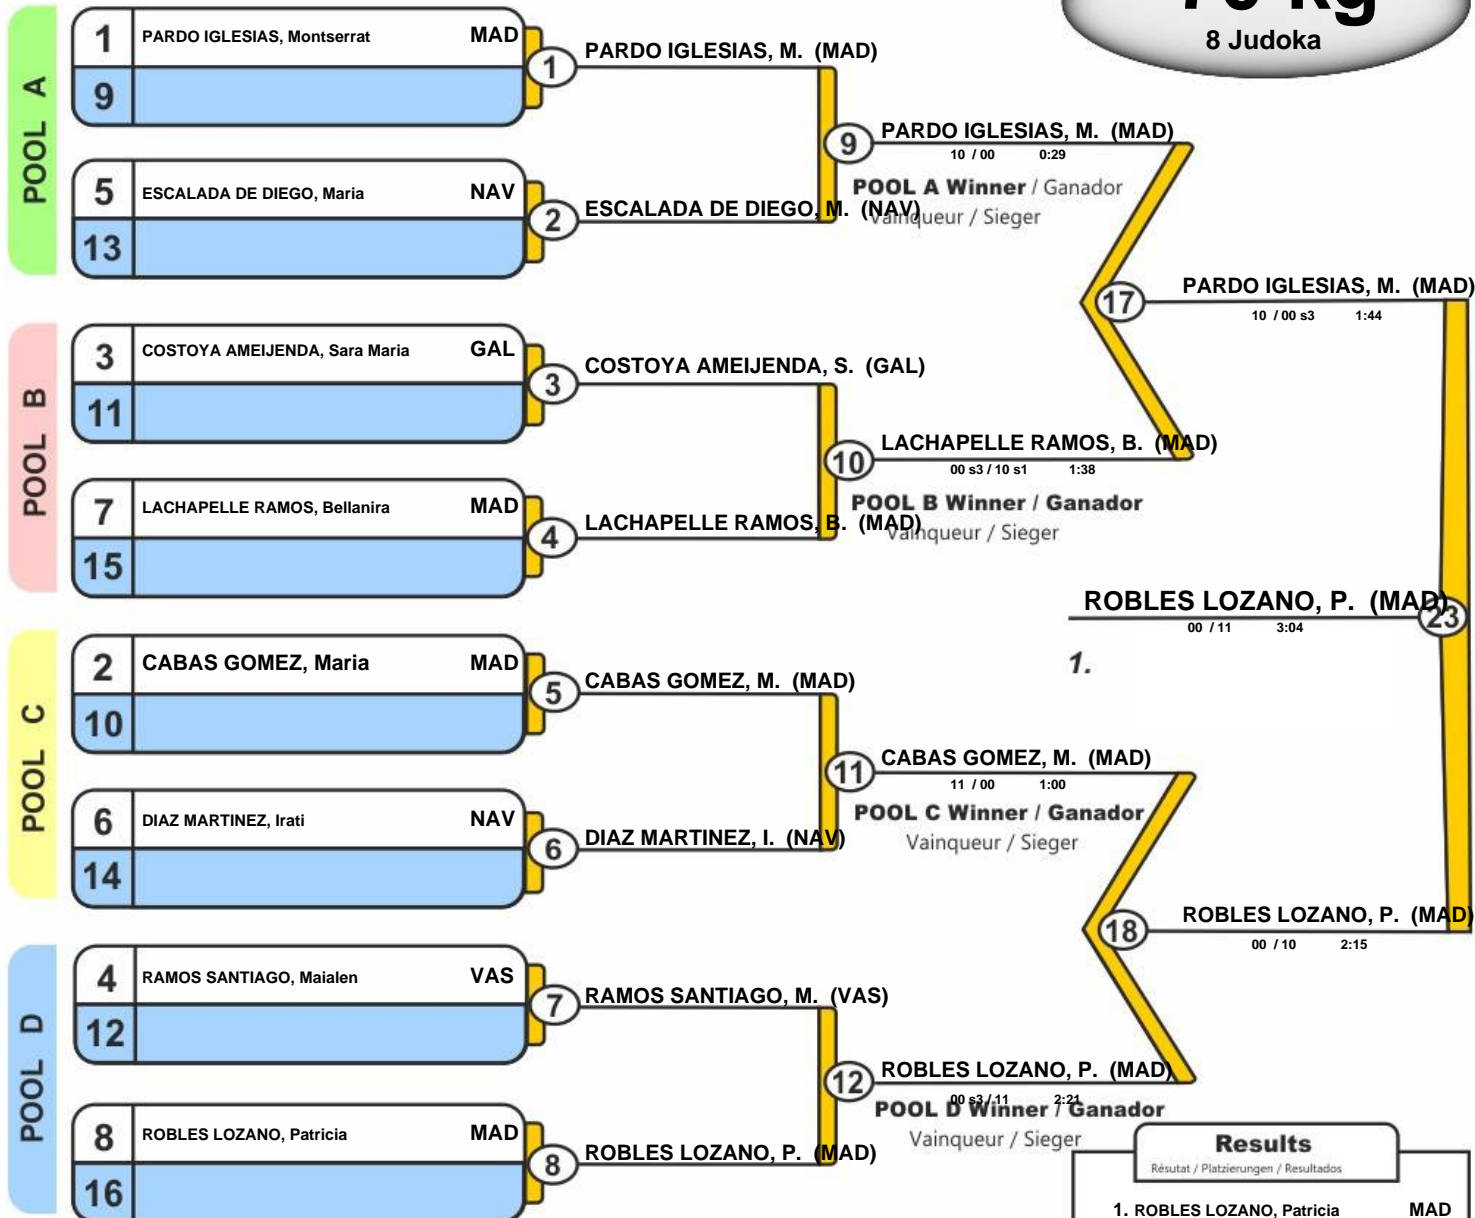 8 Judoka
POOL A
1 PARDO IGLESIAS, Montserrat MAD
9
1 PARDO IGLESIAS, M. (MAD)
5 ESCALADA DE DIEGO, Maria NAV
13
2 ESCALADA DE DIEGO, M. (NAV)
9 PARDO IGLESIAS, M. (MAD)
10 / 00 0:29
POOL A Winner / Ganador
Vainqueur / Sieger
POOL B
3 COSTOYA AMEIJENDA, Sara Maria GAL
11
3 COSTOYA AMEIJENDA, S. (GAL)
7 LACHAPELLE RAMOS, Bellanira MAD
15
4 LACHAPELLE RAMOS, B. (MAD)
10 LACHAPELLE RAMOS, B. (MAD)
00 s3 / 10 s1 1:38
POOL B Winner / Ganador
Vainqueur / Sieger
17 PARDO IGLESIAS, M. (MAD)
10 / 00 s3 1:44
POOL C
2 CABAS GOMEZ, Maria MAD
10
5 CABAS GOMEZ, M. (MAD)
6 DIAZ MARTINEZ, Irati NAV
14
6 DIAZ MARTINEZ, I. (NAV)
11 CABAS GOMEZ, M. (MAD)
11 / 00 1:00
POOL C Winner / Ganador
Vainqueur / Sieger
POOL D
4 RAMOS SANTIAGO, Maialen VAS
12
7 RAMOS SANTIAGO, M. (VAS)
8 ROBLES LOZANO, Patricia MAD
16
8 ROBLES LOZANO, P. (MAD)
12 ROBLES LOZANO, P. (MAD)
00 s3 / 11 2:21
POOL D Winner / Ganador
Vainqueur / Sieger
18 ROBLES LOZANO, P. (MAD)
00 / 10 2:15
ROBLES LOZANO, P. (MAD) 23
00 / 11 3:04
1.
Results
Résutat / Platzierungen / Resultados
1. ROBLES LOZANO, Patricia MAD